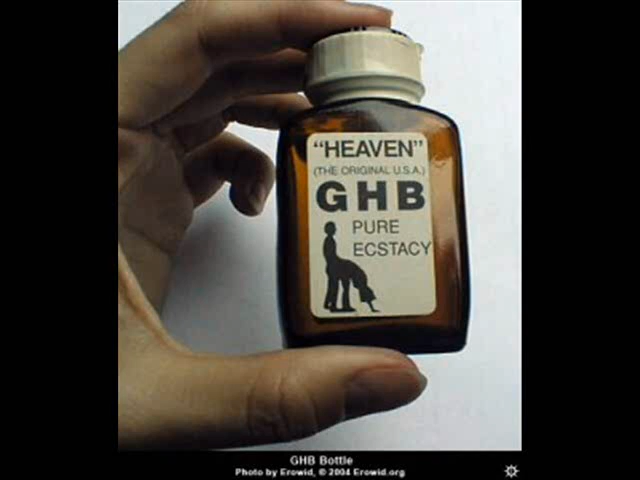 "HEAVEN"
(THE ORIGINAL U.S.A.)
GHB
PURE
ECSTACY
GHB Bottle
Photo by Erowid, © 2004 Erowid.org